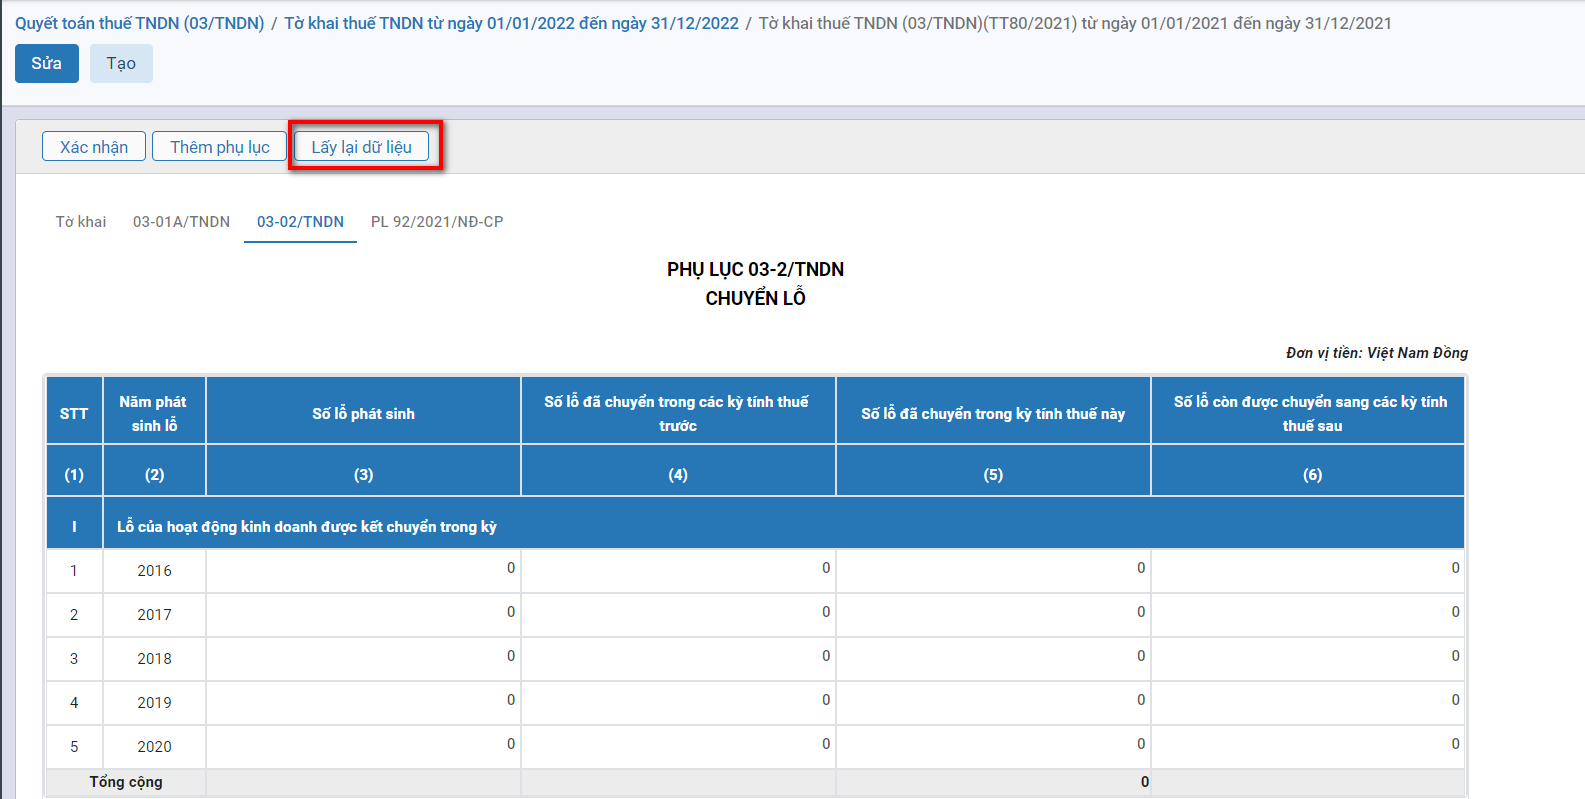 Quyết toán thuế TNDN (03/TNDN) / Tờ khai thuế TNDN từ ngày 01/01/2022 đến ngày 31/12/2022 / Tờ khai thuế TNDN (03/TNDN)(TT80/2021) từ ngày 01/01/2021 đến ngày 31/12/2021
Sửa Tạo
Xác nhận Thêm phụ lục Lấy lại dữ liệu
Tờ khai 03-01A/TNDN 03-02/TNDN PL 92/2021/NĐ-CP
PHỤ LỤC 03-2/TNDN
CHUYỂN LỖ
Đơn vị tiền: Việt Nam Đồng
STT Năm phát sinh lỗ Số lỗ phát sinh Số lỗ đã chuyển trong các kỳ tính thuế trước Số lỗ đã chuyển trong kỳ tính thuế này Số lỗ còn được chuyển sang các kỳ tính thuế sau
(1) (2) (3) (4) (5) (6)
I Lỗ của hoạt động kinh doanh được kết chuyển trong kỳ
1 2016 0 0 0 0
2 2017 0 0 0 0
3 2018 0 0 0 0
4 2019 0 0 0 0
5 2020 0 0 0 0
Tổng cộng 0